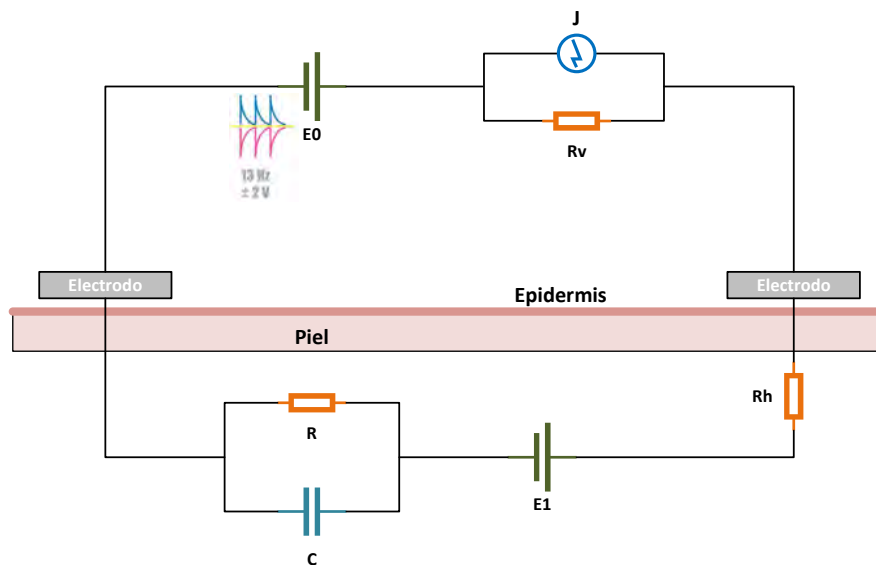 J
E0
Rv
13 Hz
± 2 V
Electrodo
Electrodo
Epidermis
Piel
Rh
R
E1
C